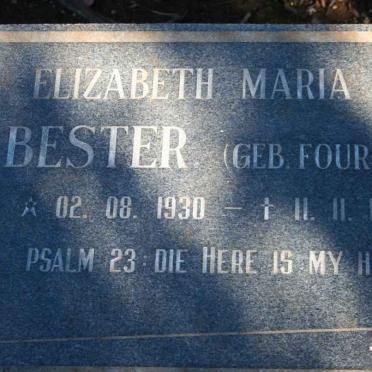 ELIZABETH MARIA
BESTER (GEB. FOUR
☆ 02. 08. 1930 – † 11. 11.
PSALM 23: DIE HERE IS: MY H